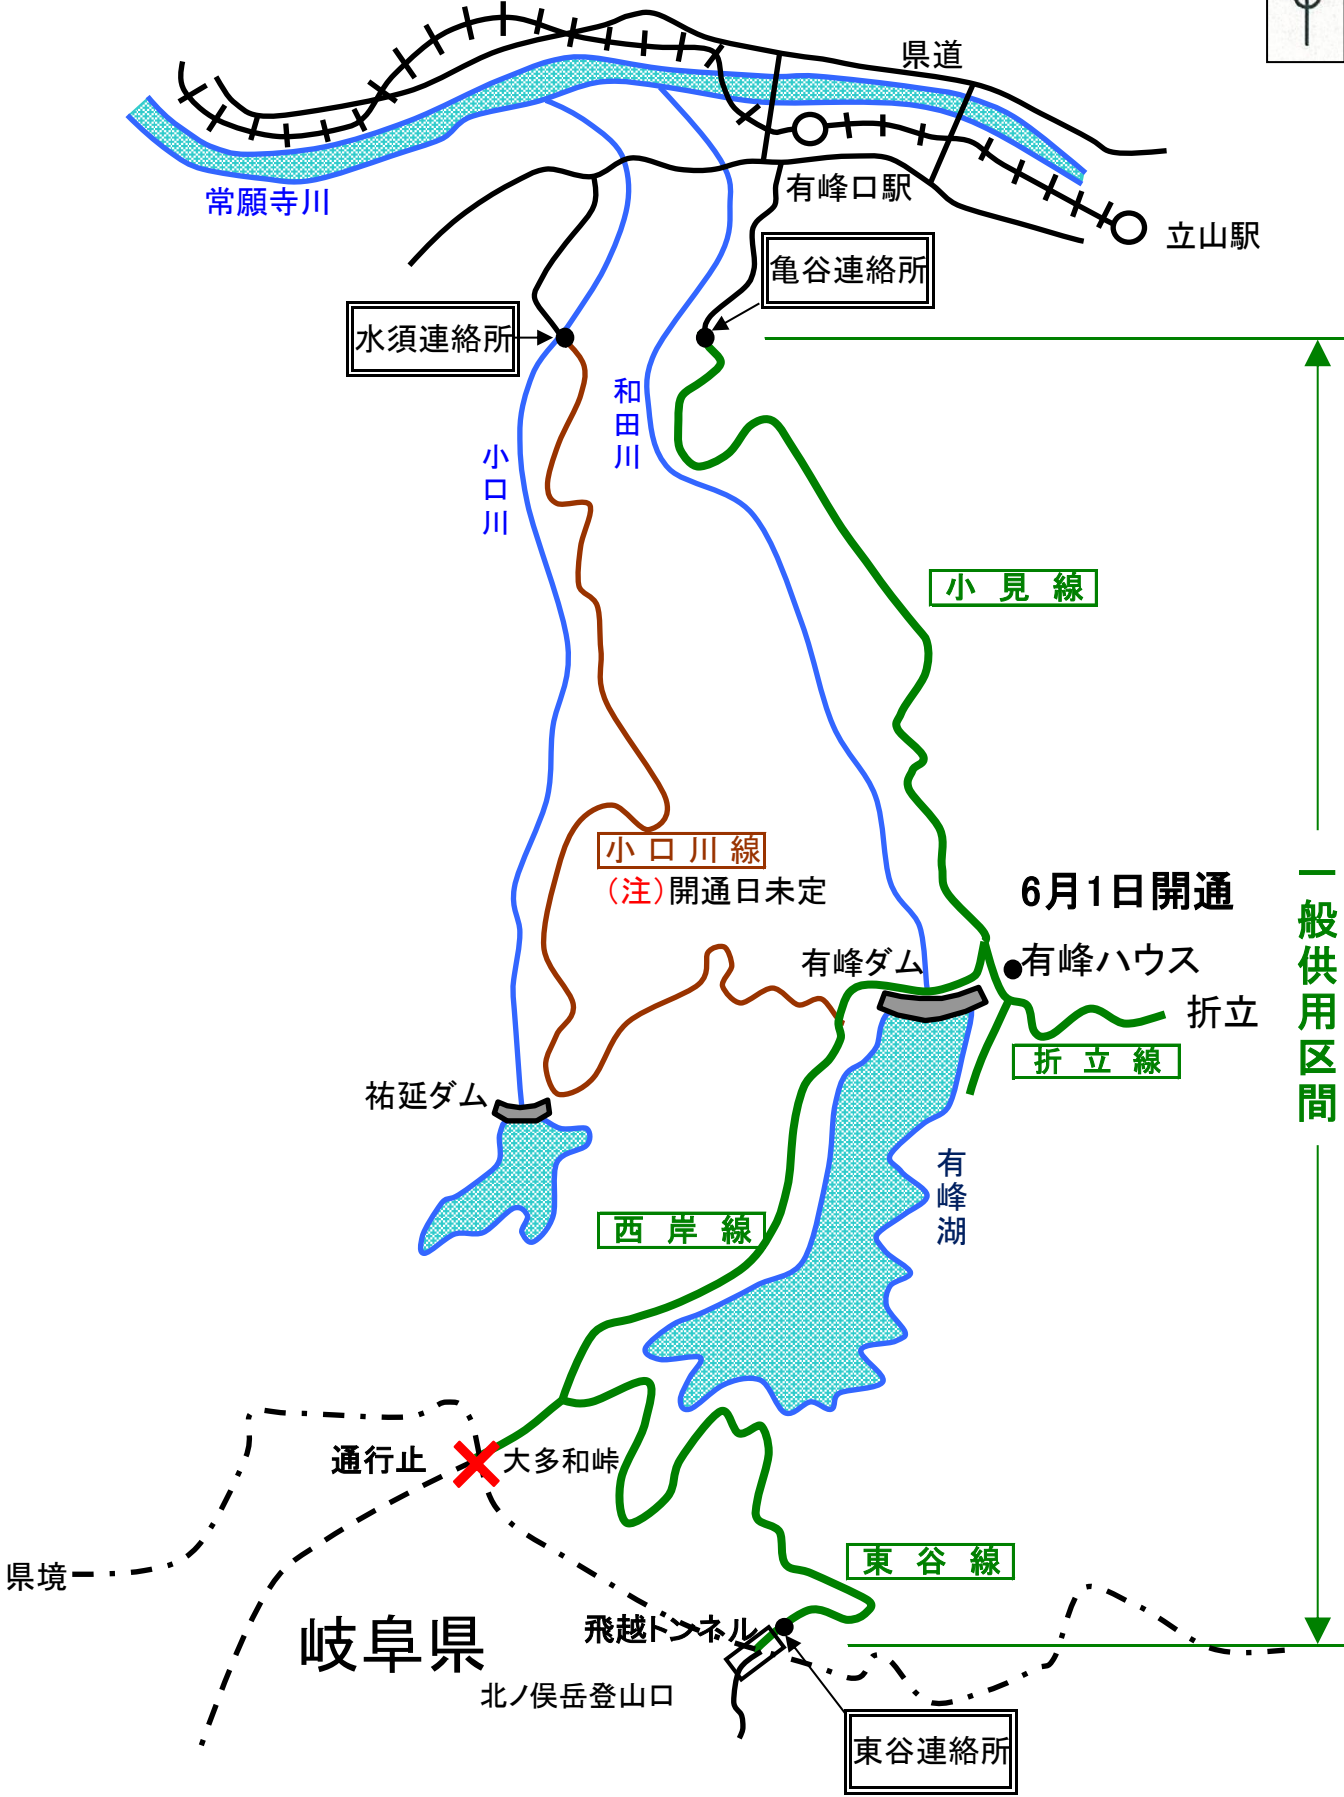 県道
常願寺川
有峰口駅
立山駅
亀谷連絡所
水須連絡所
和田川
小口川
小見線
小口川線
(注)開通日未定
6月1日開通
一般供用区間
有峰ダム
有峰ハウス
折立
折立線
祐延ダム
有峰湖
西岸線
通行止
大多和峠
東谷線
県境
岐阜県
飛越トンネル
北ノ俣岳登山口
東谷連絡所